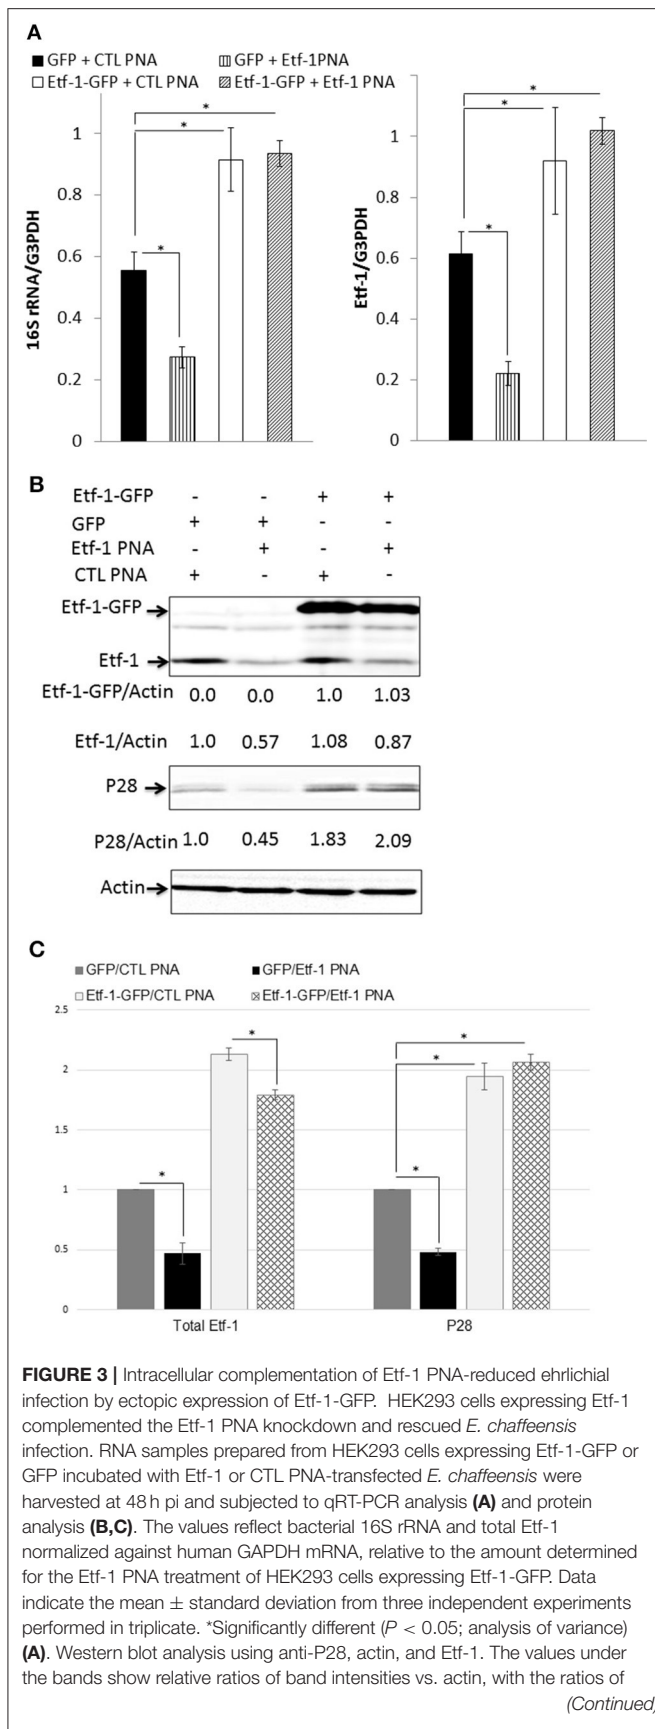 A
GFP + CTL PNA GFP + Etf-1PNA
Etf-1-GFP + CTL PNA Etf-1-GFP + Etf-1 PNA
16S rRNA/G3PDH
1
0.8
0.6
0.4
0.2
0
* * *
Etf-1/G3PDH
1
0.8
0.6
0.4
0.2
0
* * *
B
Etf-1-GFP - - + +
GFP + + - -
Etf-1 PNA - + - +
CTL PNA + - + -
Etf-1-GFP
Etf-1
Etf-1-GFP/Actin 0.0 0.0 1.0 1.03
Etf-1/Actin 1.0 0.57 1.08 0.87
P28
P28/Actin 1.0 0.45 1.83 2.09
Actin
C
GFP/CTL PNA GFP/Etf-1 PNA
Etf-1-GFP/CTL PNA Etf-1-GFP/Etf-1 PNA
2.5
2
1.5
1
0.5
0
* * * * *
Total Etf-1 P28
FIGURE 3 | Intracellular complementation of Etf-1 PNA-reduced ehrlichial
infection by ectopic expression of Etf-1-GFP. HEK293 cells expressing Etf-1
complemented the Etf-1 PNA knockdown and rescued E. chaffeensis
infection. RNA samples prepared from HEK293 cells expressing Etf-1-GFP or
GFP incubated with Etf-1 or CTL PNA-transfected E. chaffeensis were
harvested at 48 h pi and subjected to qRT-PCR analysis (A) and protein
analysis (B,C). The values reflect bacterial 16S rRNA and total Etf-1
normalized against human GAPDH mRNA, relative to the amount determined
for the Etf-1 PNA treatment of HEK293 cells expressing Etf-1-GFP. Data
indicate the mean ± standard deviation from three independent experiments
performed in triplicate. *Significantly different (P < 0.05; analysis of variance)
(A). Western blot analysis using anti-P28, actin, and Etf-1. The values under
the bands show relative ratios of band intensities vs. actin, with the ratios of
(Continued)